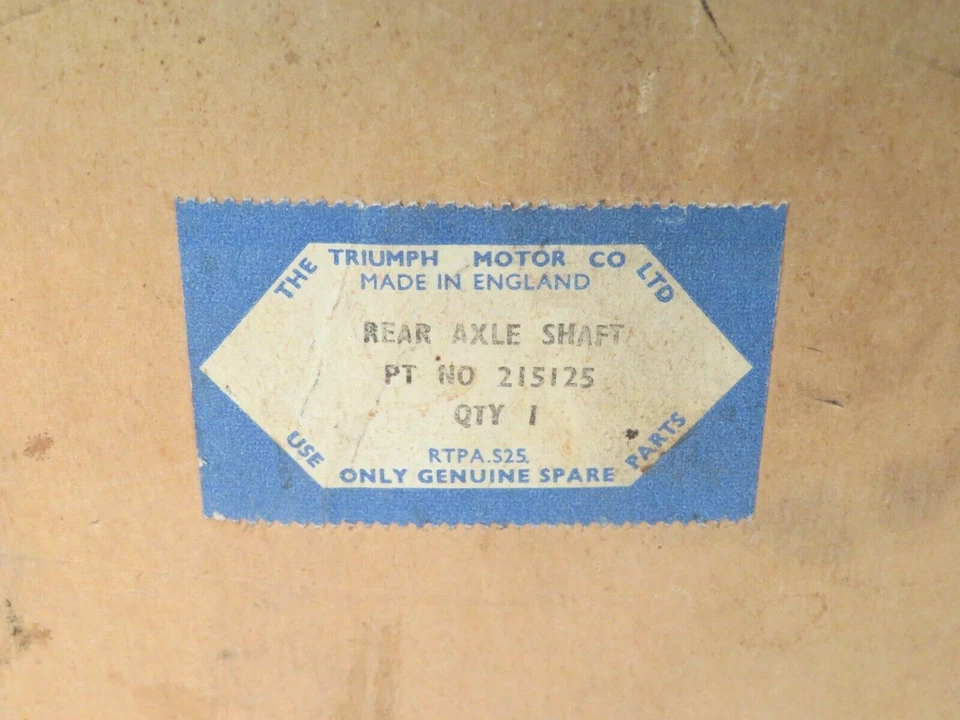 THE TRIUMPH MOTOR CO LTD
MADE IN ENGLAND
REAR AXLE SHAFT
PT NO 215125
QTY 1
RTPA.S25.
USE ONLY GENUINE SPARE PARTS